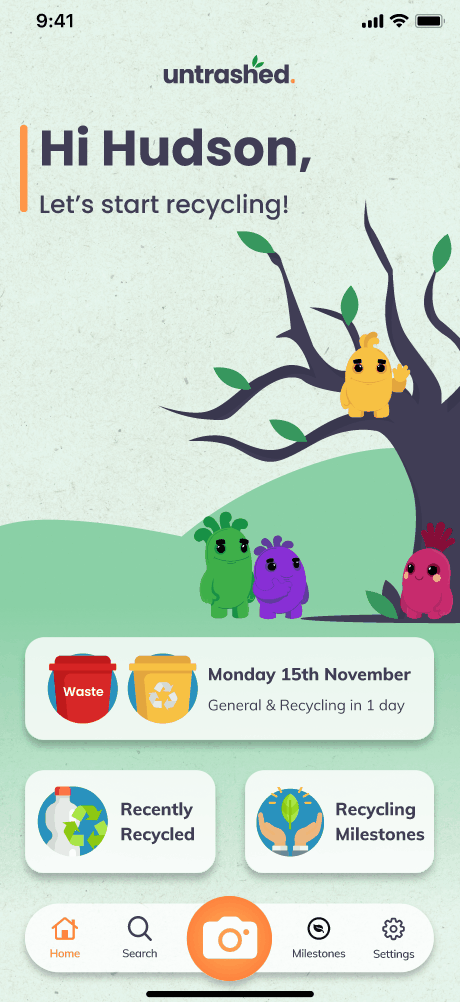 9:41
untrashed.
Hi Hudson,
Let's start recycling!
Waste
Monday 15th November
General & Recycling in 1 day
Recently
Recycled
Recycling
Milestones
Home
Search
Milestones
Settings